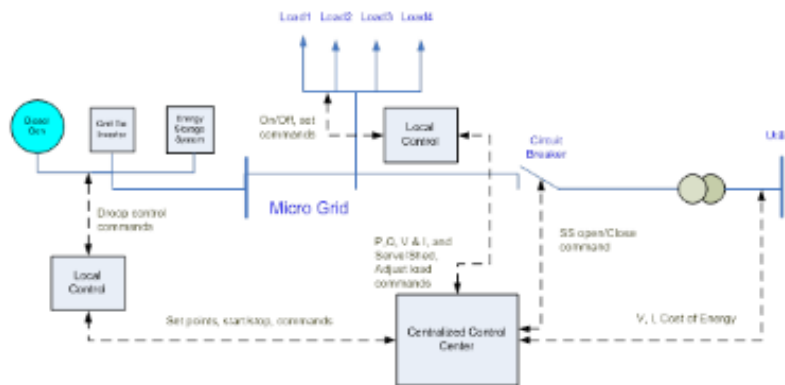 Load1 Load2 Load3 Load4
Diesel
Gen
Grid Tie
Inverter
Energy
Storage
System
On/Off, set
commands
Local
Control
Circuit
Breaker
Micro Grid
Droop control
commands
P,Q, V & I, and
Serve/Shed,
Adjust load
commands
SS open/Close
command
Local
Control
Set points, start/stop, commands
Centralized Control
Center
V, I, Cost of Energy